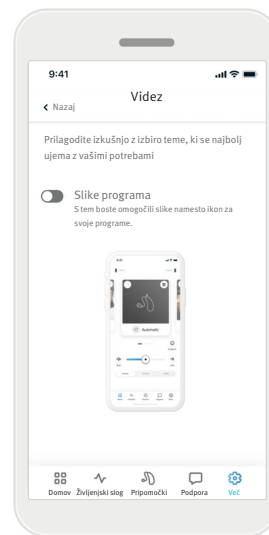 9:41
Videz
Nazaj
Prilagodite izkušnjo z izbiro teme, ki se najbolj
ujema z vašimi potrebami
Slike programa
S tem boste omogočili slike namesto ikon za
svoje programe.
Automatic
Domov Življenjski slog Pripomočki Podpora Več